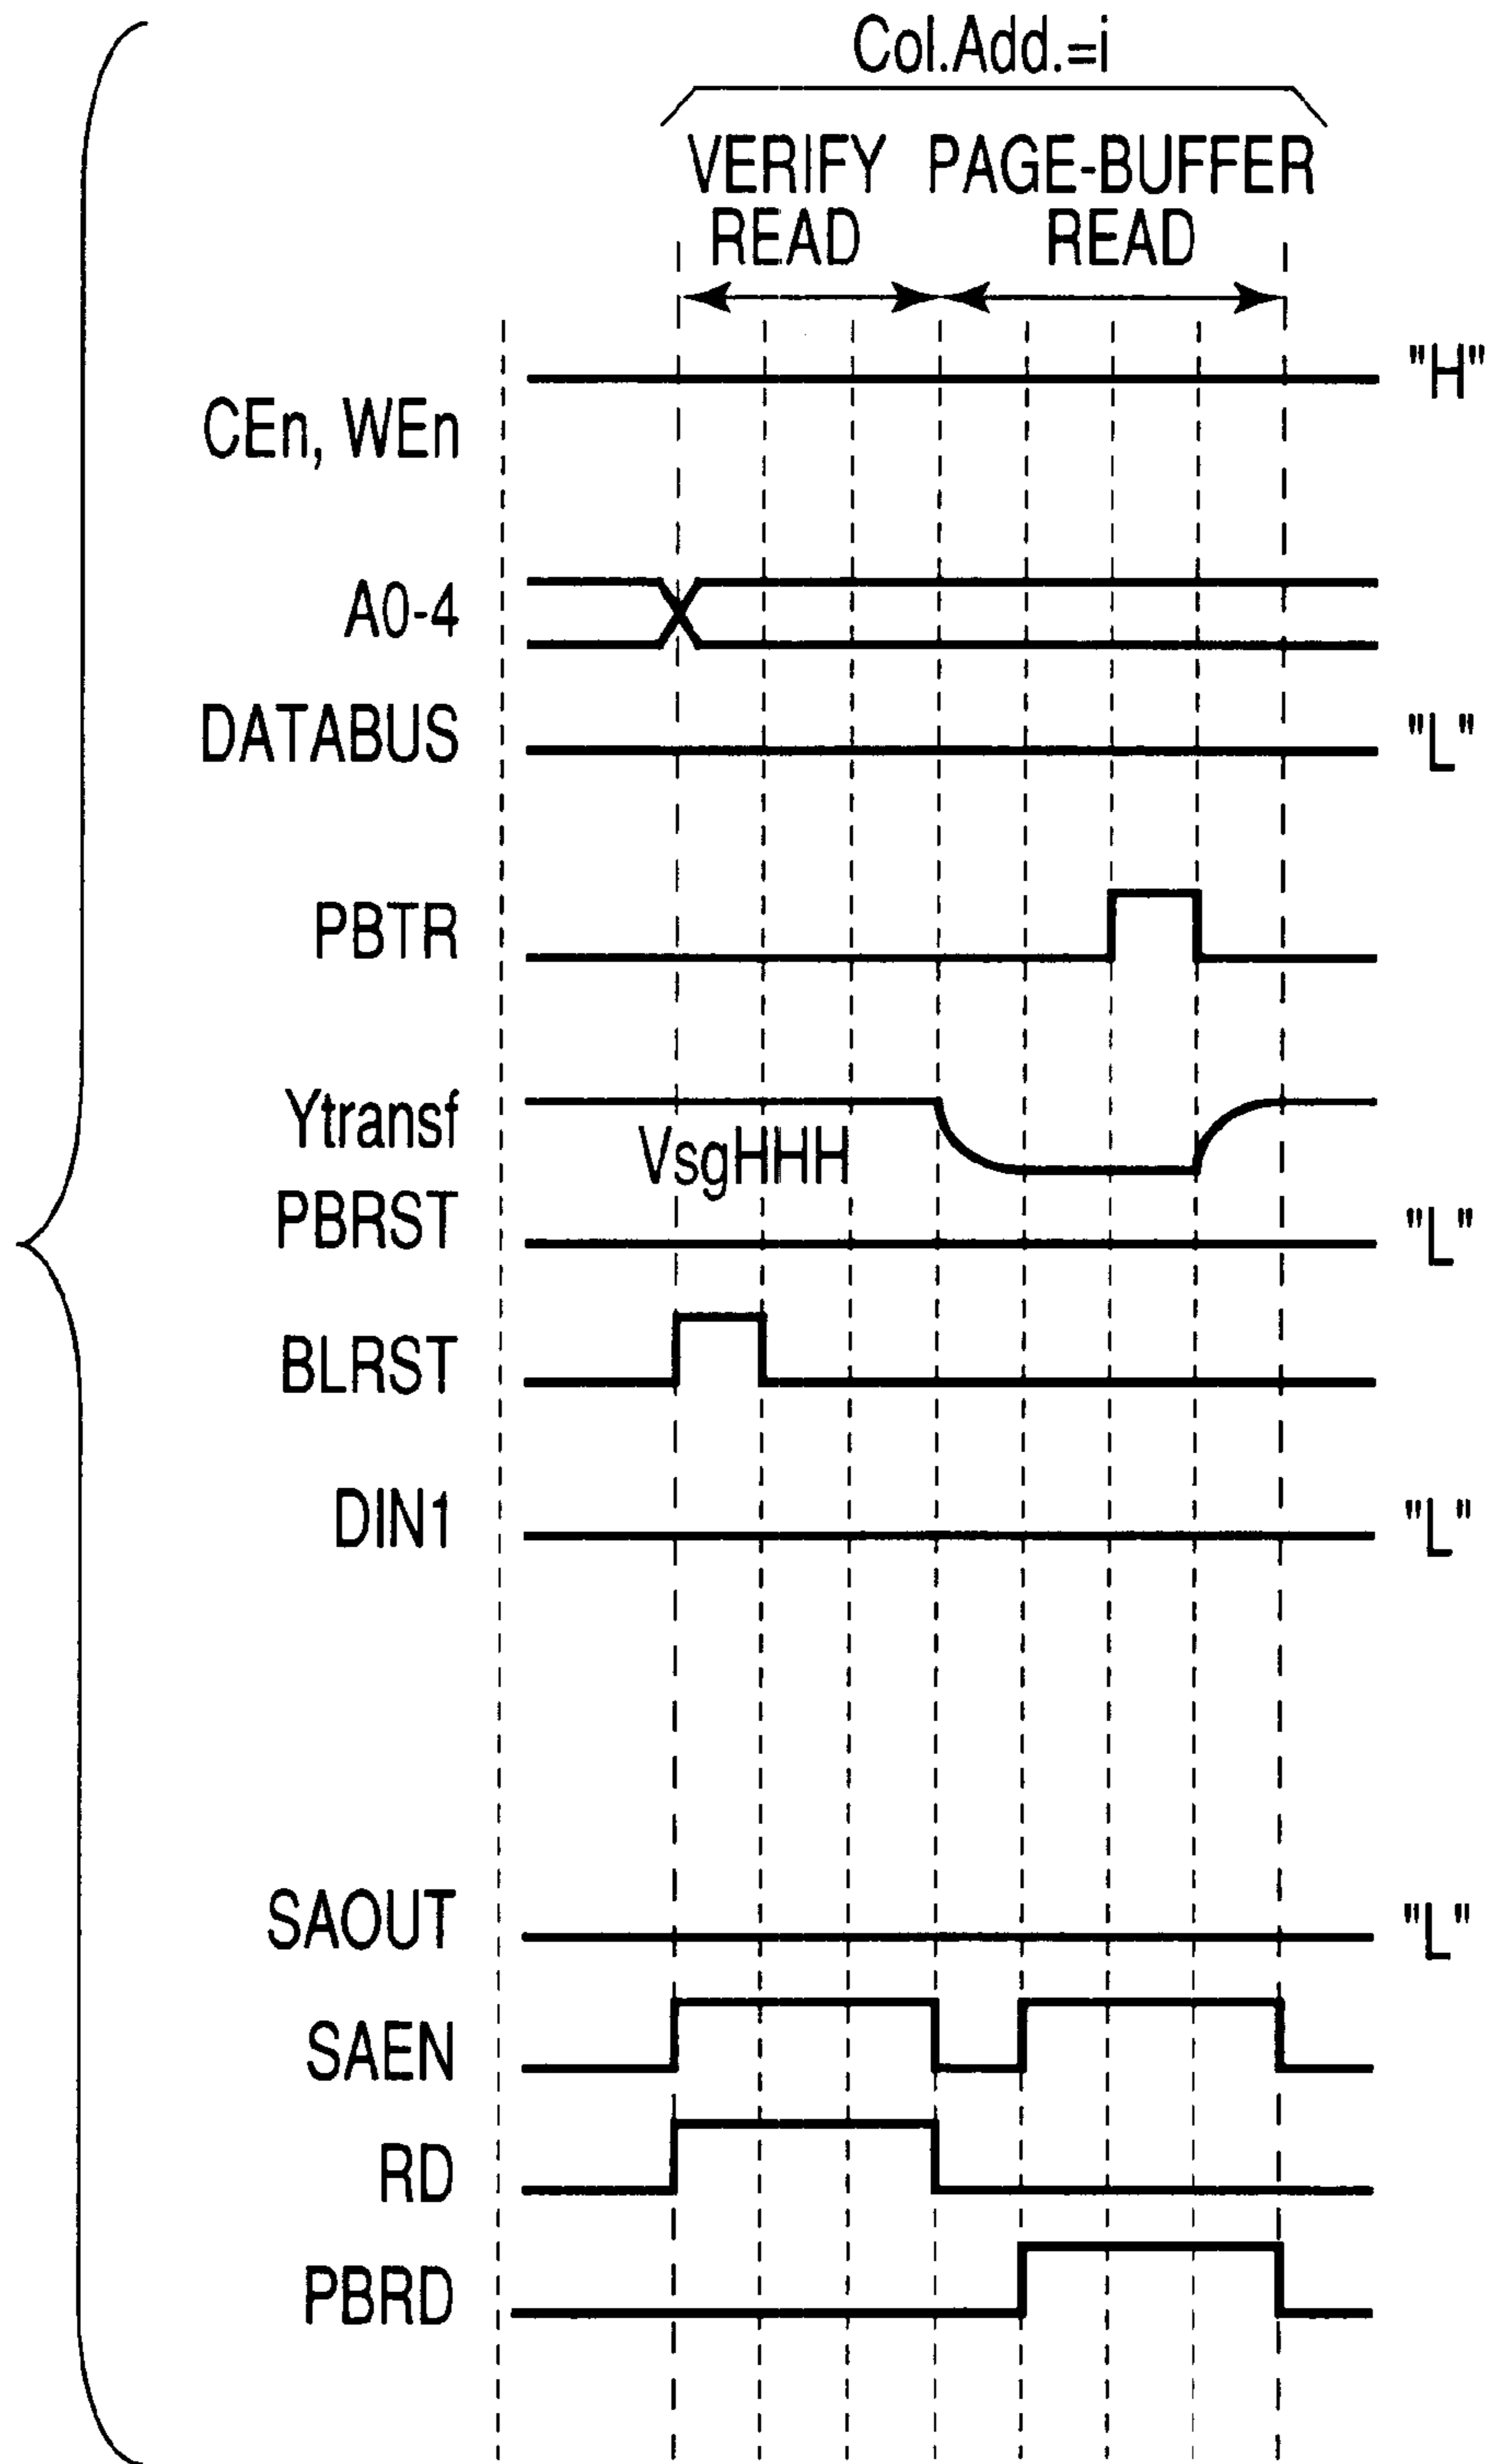 Col.Add.=i
VERIFY PAGE-BUFFER
READ READ
CEn, WEn "H"
A0-4
DATABUS "L"
PBTR
Ytransf
VsgHHH
PBRST "L"
BLRST
DIN1 "L"
SAOUT "L"
SAEN
RD
PBRD